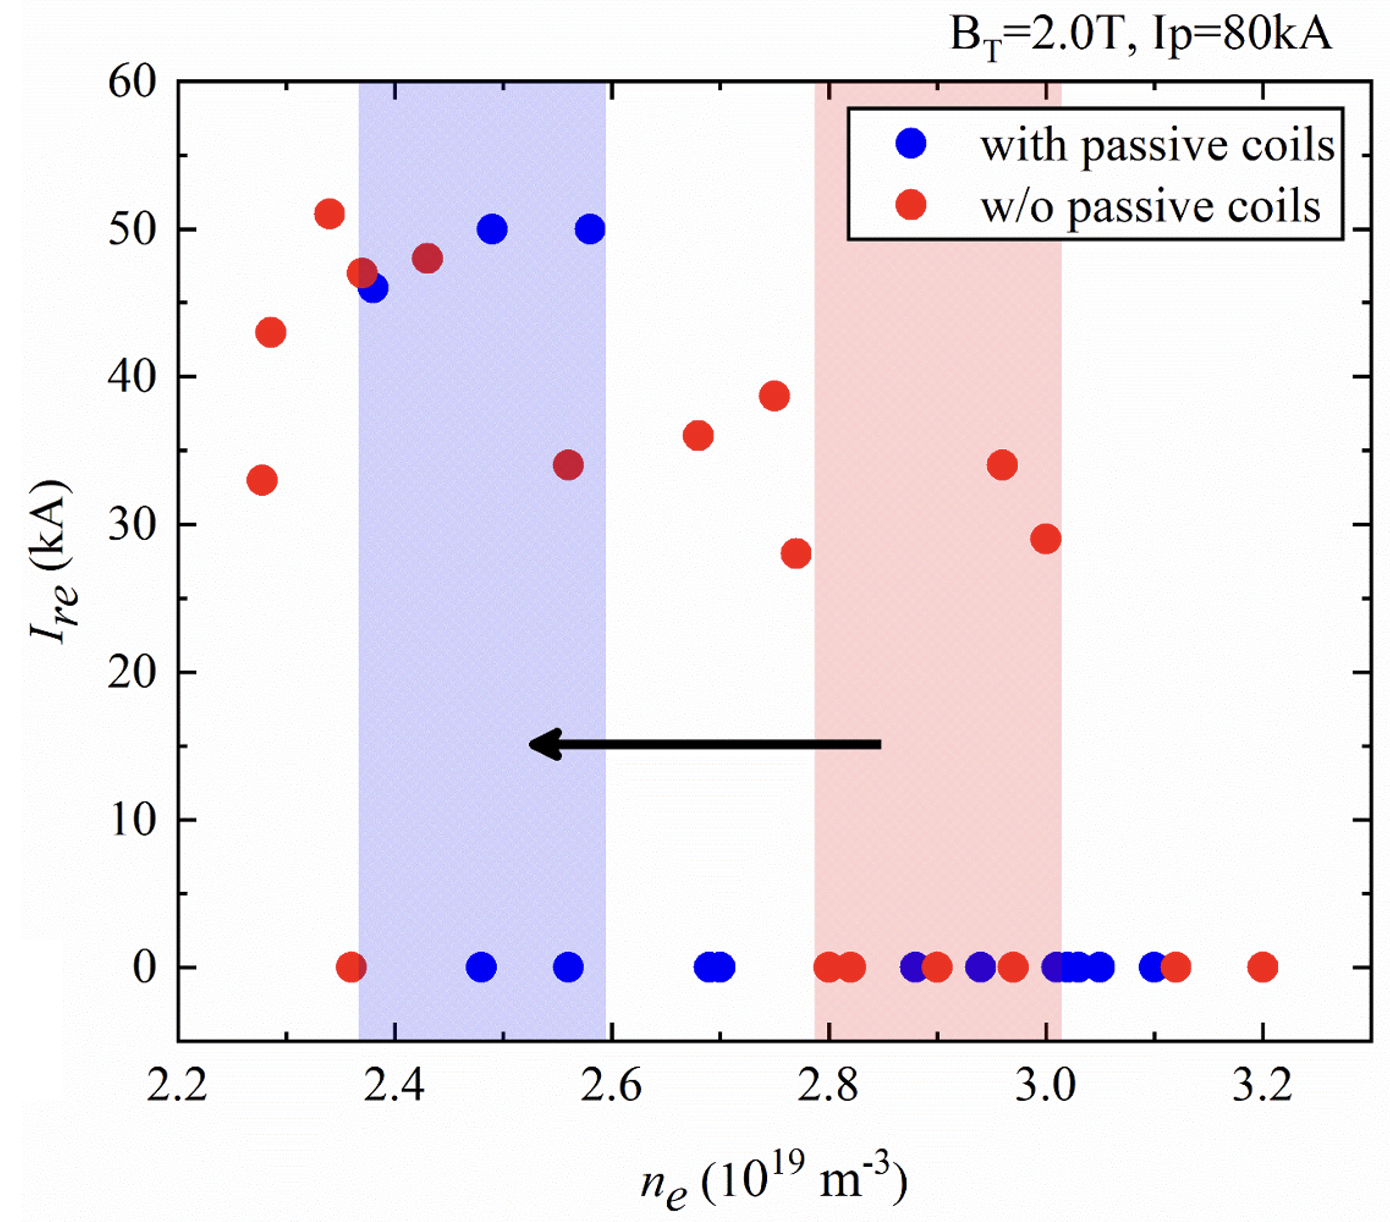 B_T=2.0T, Ip=80kA
60
50
40
30
20
10
0
with passive coils
w/o passive coils
I_re (kA)
2.2 2.4 2.6 2.8 3.0 3.2
n_e (10^19 m^-3)